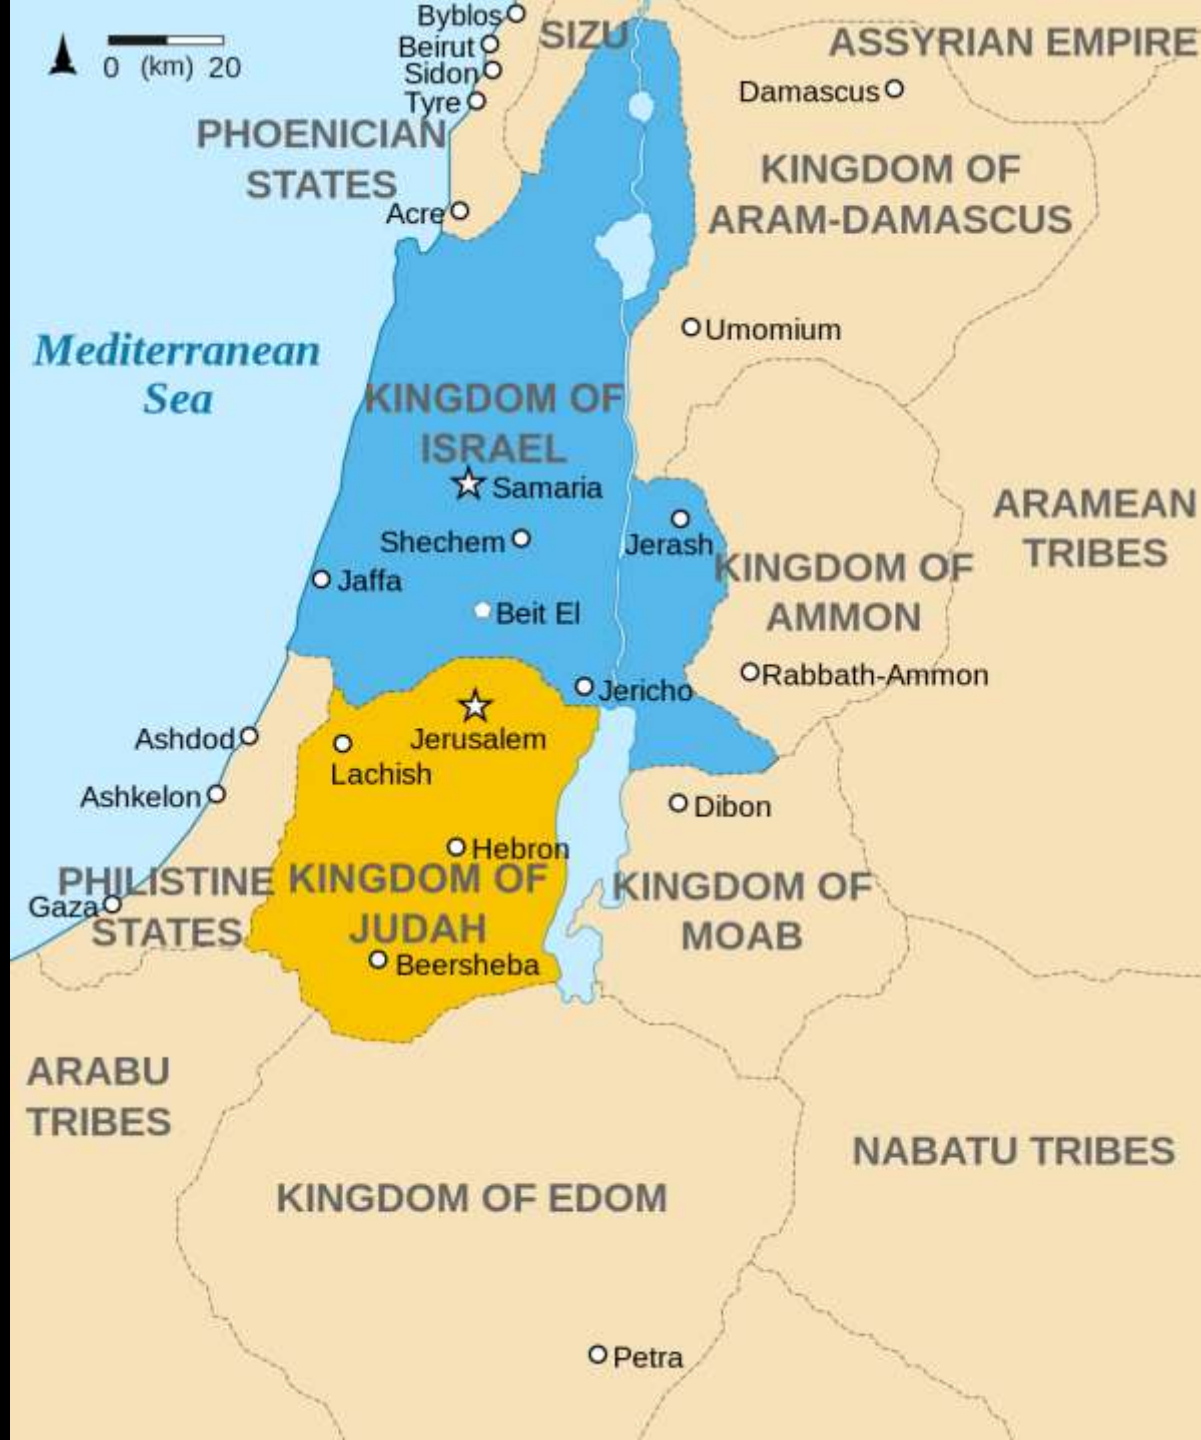 Byblos
SIZU
ASSYRIAN EMPIRE
Beirut
0 (km) 20
Sidon
Damascus
Tyre
PHOENICIAN
STATES
KINGDOM OF
ARAM-DAMASCUS
Acre
Umomium
Mediterranean
Sea
KINGDOM OF
ISRAEL
Samaria
ARAMEAN
TRIBES
Shechem
Jerash
KINGDOM OF
AMMON
Jaffa
Beit El
Rabbath-Ammon
Jericho
Ashdod
Jerusalem
Lachish
Ashkelon
Dibon
Hebron
PHILISTINE
STATES
KINGDOM OF
JUDAH
KINGDOM OF
MOAB
Gaza
Beersheba
ARABU
TRIBES
NABATU TRIBES
KINGDOM OF EDOM
Petra